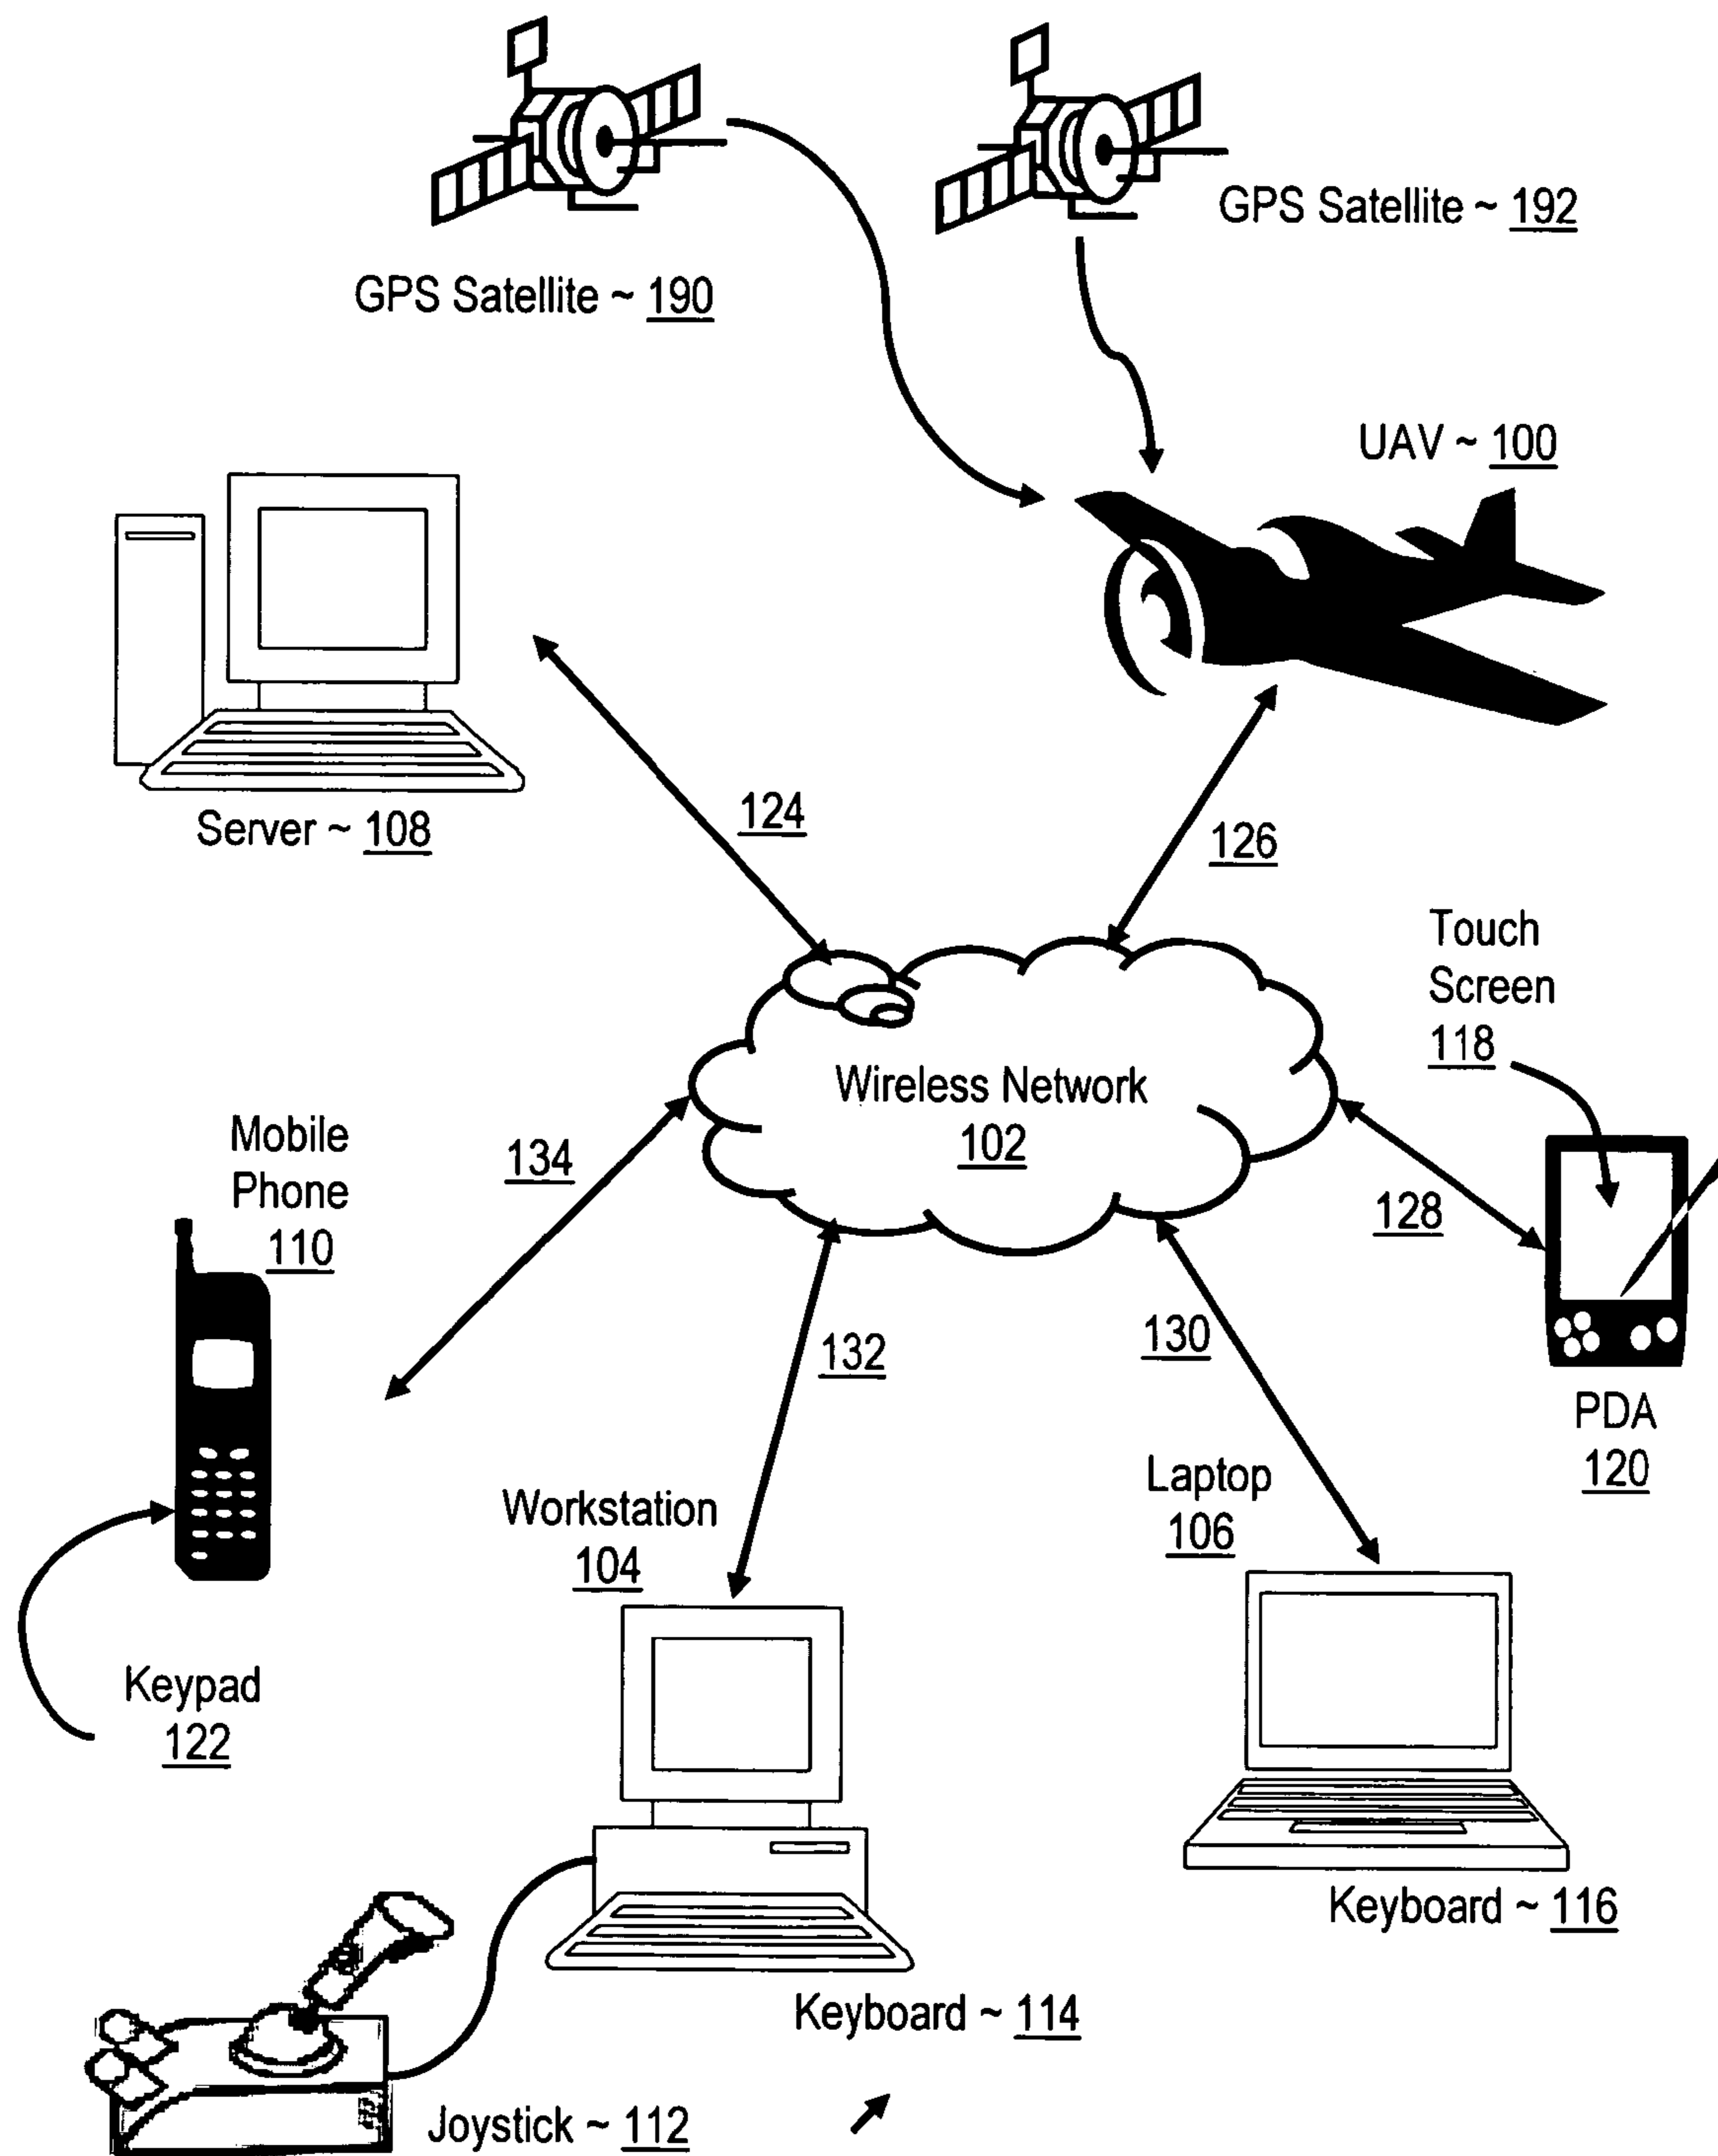 GPS Satellite ~ 192
GPS Satellite ~ 190
UAV ~ 100
Server ~ 108
124
126
Touch
Screen
118
Wireless Network
102
Mobile
Phone
110
134
128
132
130
PDA
120
Laptop
106
Workstation
104
Keypad
122
Keyboard ~ 116
Keyboard ~ 114
Joystick ~ 112